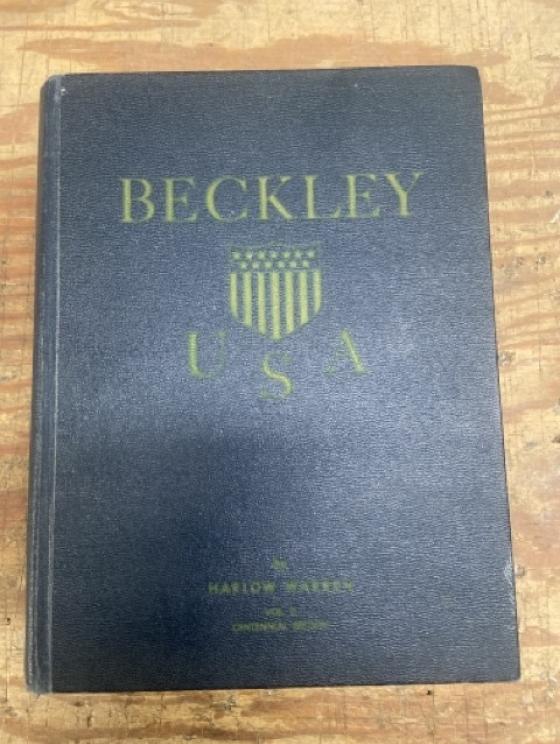 BECKLEY
U S A
By
HARLOW WARREN
VOL.
CENTENNIAL EDITION